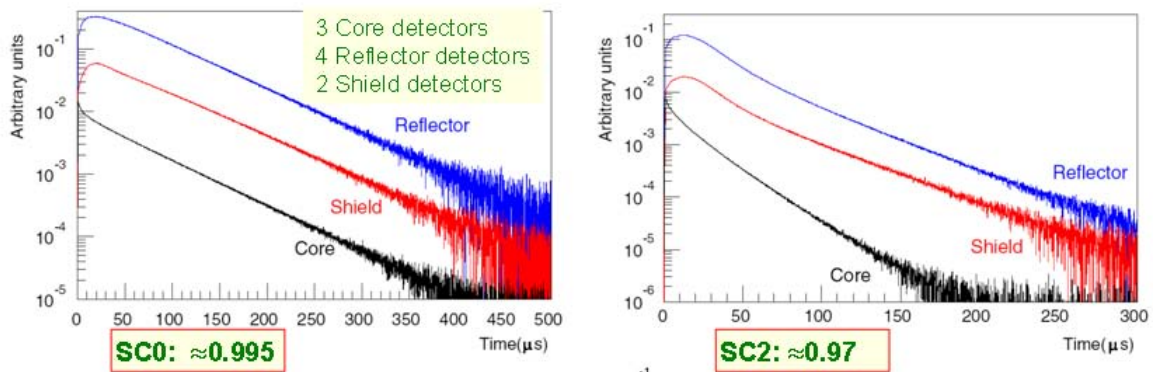 3 Core detectors
4 Reflector detectors
2 Shield detectors
Arbitrary units
10-1
10-2
10-3
10-4
10-5
Reflector
Shield
Core
0 50 100 150 200 250 300 350 400 450 500
Time(μs)
SC0: ≈0.995
Arbitrary units
10-1
10-2
10-3
10-4
10-5
10-6
Reflector
Shield
Core
0 50 100 150 200 250 300
Time(μs)
SC2: ≈0.97
-1